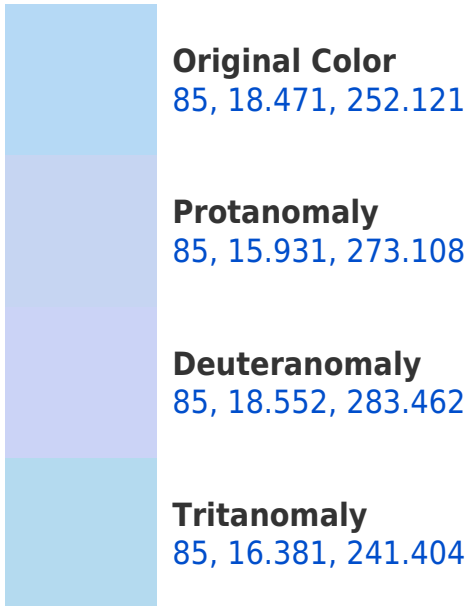 Original Color
85, 18.471, 252.121
Protanomaly
85, 15.931, 273.108
Deuteranomaly
85, 18.552, 283.462
Tritanomaly
85, 16.381, 241.404